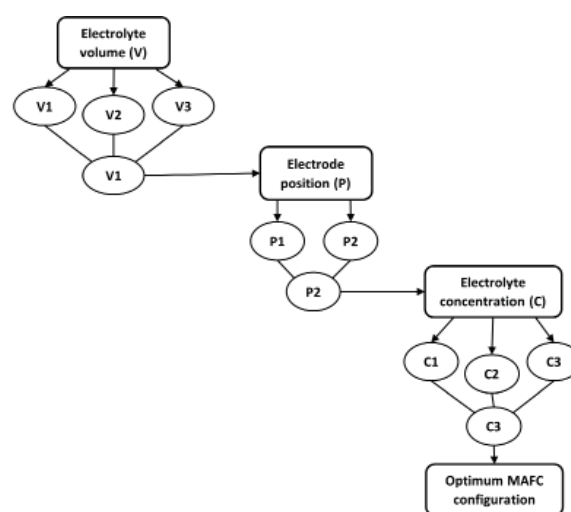 Electrolyte
volume (V)
V1
V2
V3
V1
Electrode
position (P)
P1
P2
P2
Electrolyte
concentration (C)
C1
C2
C3
C3
Optimum MAFC
configuration